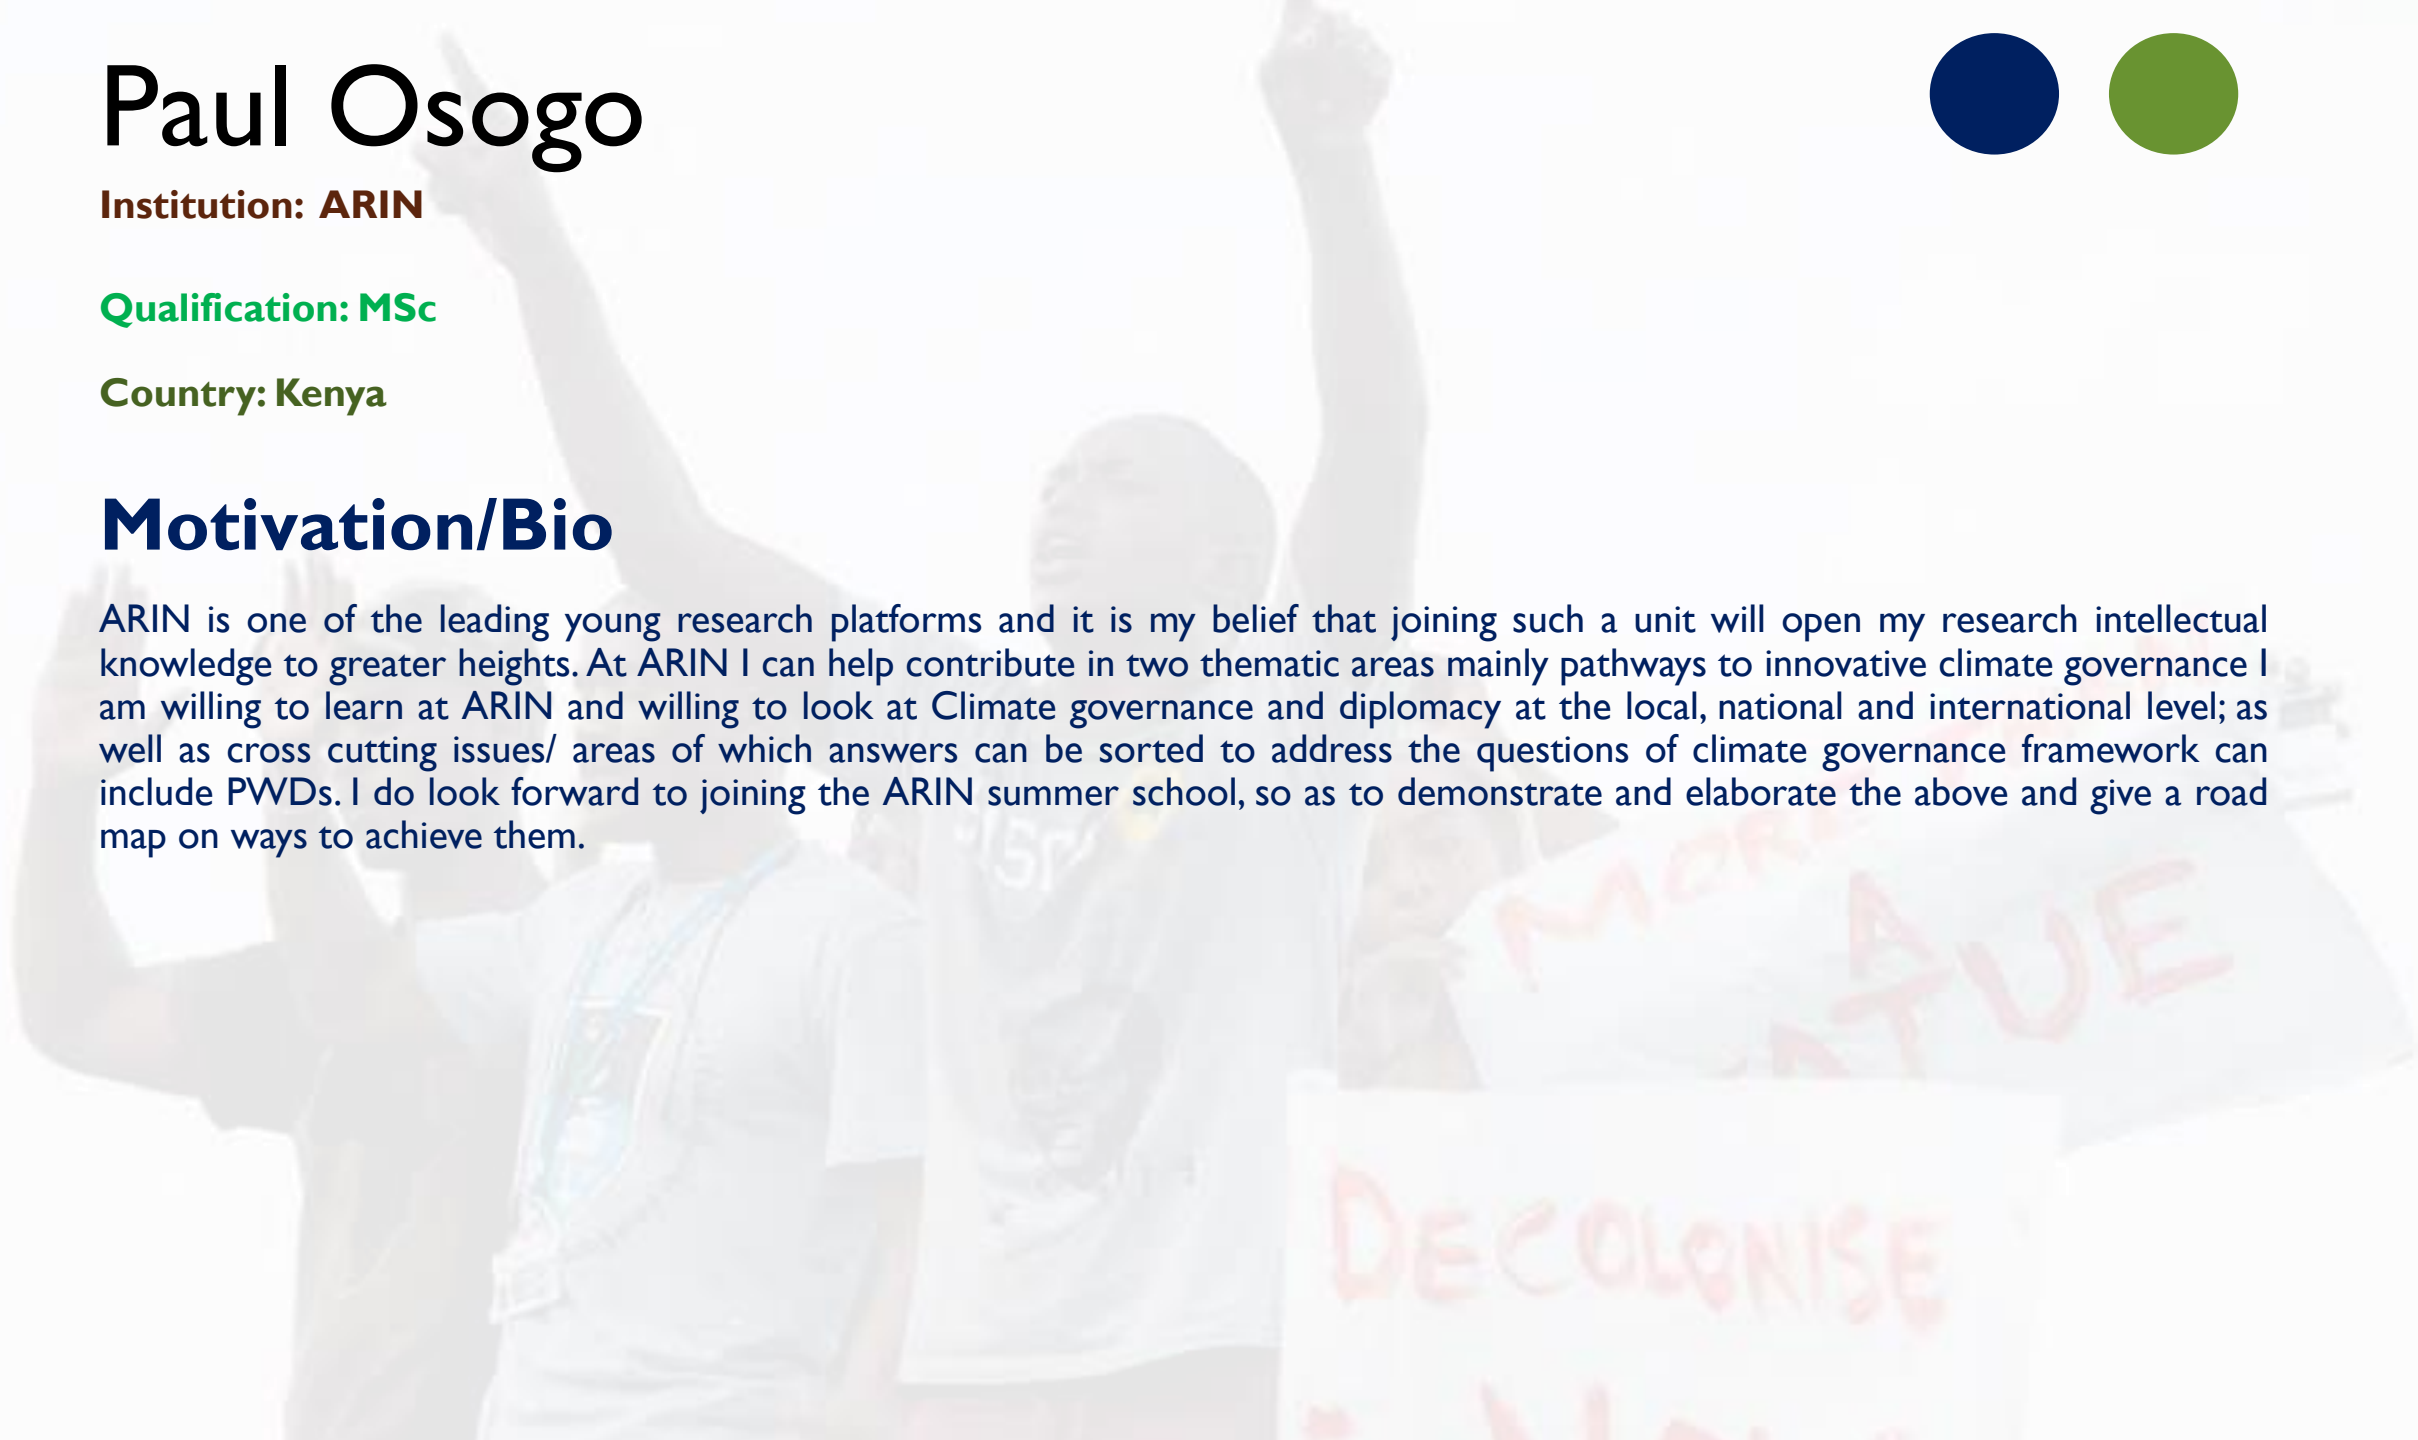 Paul Osogo
Institution: ARIN
Qualification: MSc
Country: Kenya
Motivation/Bio
ARIN is one of the leading young research platforms and it is my belief that joining such a unit will open my research intellectual
knowledge to greater heights. At ARIN I can help contribute in two thematic areas mainly pathways to innovative climate governance I
am willing to learn at ARIN and willing to look at Climate governance and diplomacy at the local, national and international level; as
well as cross cutting issues/ areas of which answers can be sorted to address the questions of climate governance framework can
include PWDs. I do look forward to joining the ARIN summer school, so as to demonstrate and elaborate the above and give a road
map on ways to achieve them.
MORE THAN
A
DECOLONISE